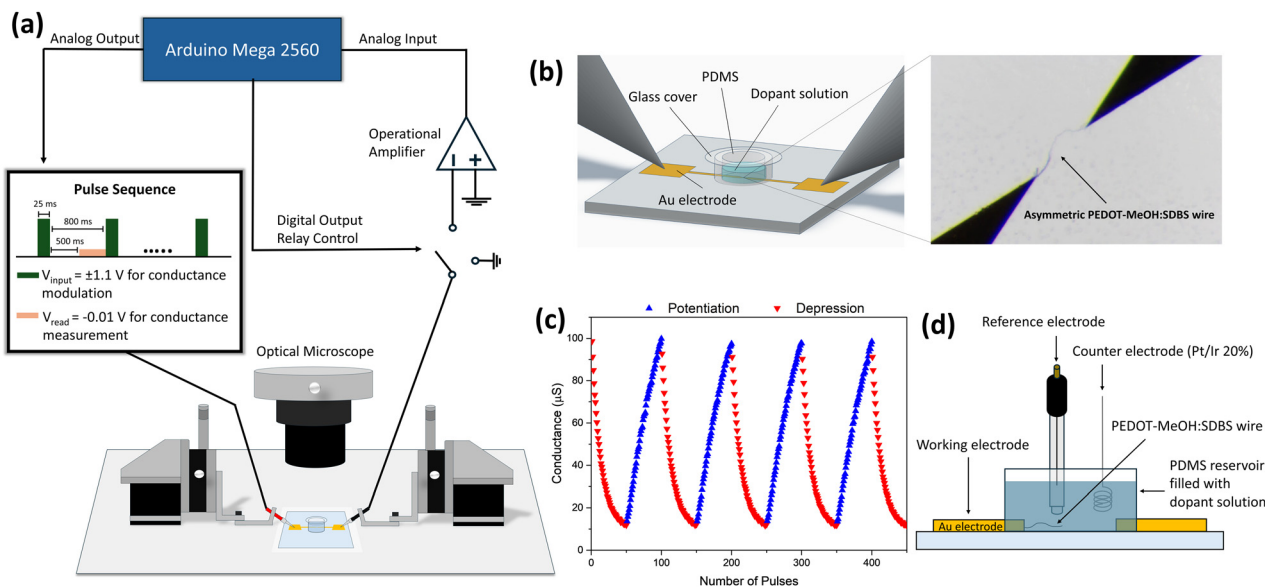 (a)
Analog Output
Arduino Mega 2560
Analog Input
Operational
Amplifier
Pulse Sequence
25 ms
800 ms
500 ms
V_input = ±1.1 V for conductance
modulation
V_read = -0.01 V for conductance
measurement
Digital Output
Relay Control
Optical Microscope
(b)
PDMS
Glass cover
Dopant solution
Au electrode
Asymmetric PEDOT-MeOH:SDBS wire
(c)
Potentiation
Depression
Conductance (µS)
100
80
60
40
20
0
0
100
200
300
400
Number of Pulses
(d)
Reference electrode
Counter electrode (Pt/Ir 20%)
PEDOT-MeOH:SDBS wire
Working electrode
PDMS reservoir
filled with
dopant solution
Au electrode